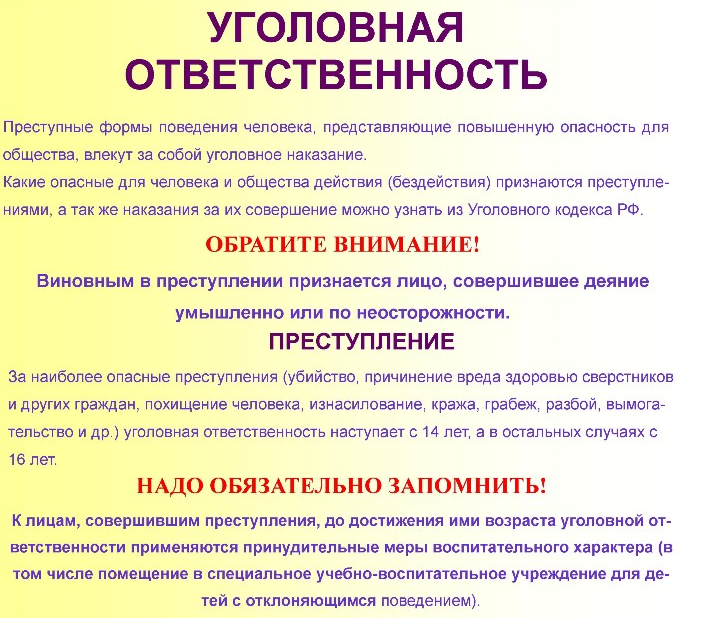 УГОЛОВНАЯ
ОТВЕТСТВЕННОСТЬ
Преступные формы поведения человека, представляющие повышенную опасность для
общества, влекут за собой уголовное наказание.
Какие опасные для человека и общества действия (бездействия) признаются преступле-
ниями, а так же наказания за их совершение можно узнать из Уголовного кодекса РФ.
ОБРАТИТЕ ВНИМАНИЕ!
Виновным в преступлении признается лицо, совершившее деяние
умышленно или по неосторожности.
ПРЕСТУПЛЕНИЕ
За наиболее опасные преступления (убийство, причинение вреда здоровью сверстников
и других граждан, похищение человека, изнасилование, кража, грабеж, разбой, вымога-
тельство и др.) уголовная ответственность наступает с 14 лет, а в остальных случаях с
16 лет.
НАДО ОБЯЗАТЕЛЬНО ЗАПОМНИТЬ!
К лицам, совершившим преступления, до достижения ими возраста уголовной от-
ветственности применяются принудительные меры воспитательного характера (в
том числе помещение в специальное учебно-воспитательное учреждение для де-
тей с отклоняющимся поведением).